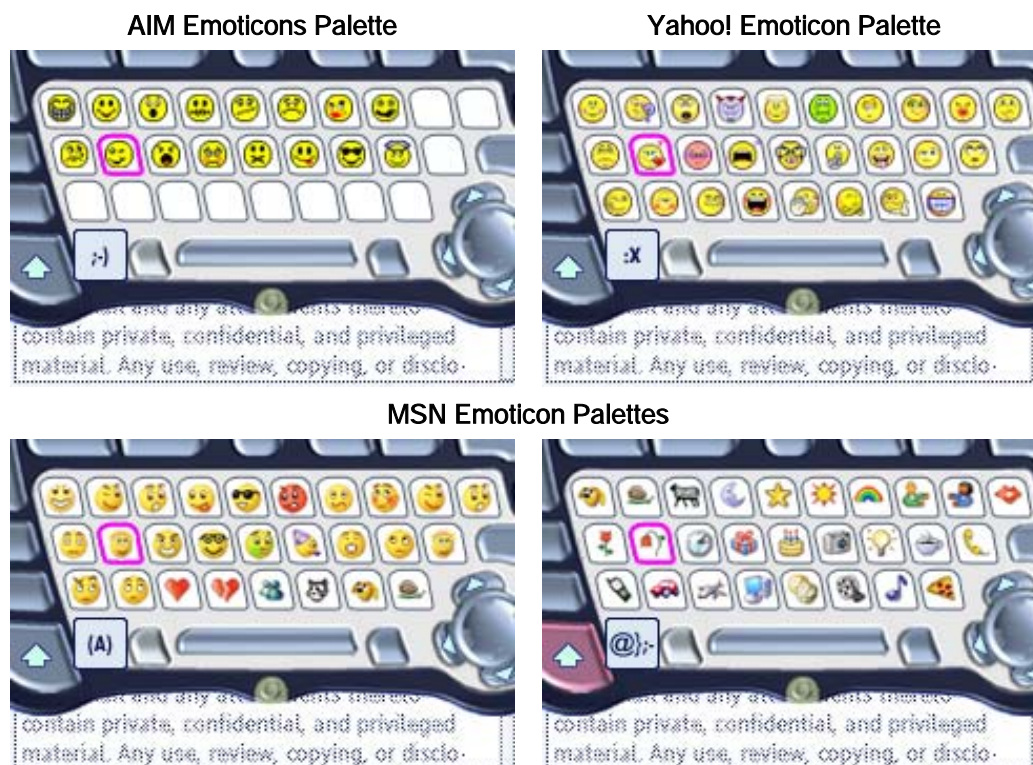 AIM Emoticons Palette
Yahoo! Emoticon Palette
;-)
:X
contain private, confidential, and privileged
material. Any use, review, copying, or disclo-
contain private, confidential, and privileged
material. Any use, review, copying, or disclo-
MSN Emoticon Palettes
(A)
@};-
contain private, confidential, and privileged
material. Any use, review, copying, or disclo-
contain private, confidential, and privileged
material. Any use, review, copying, or disclo-